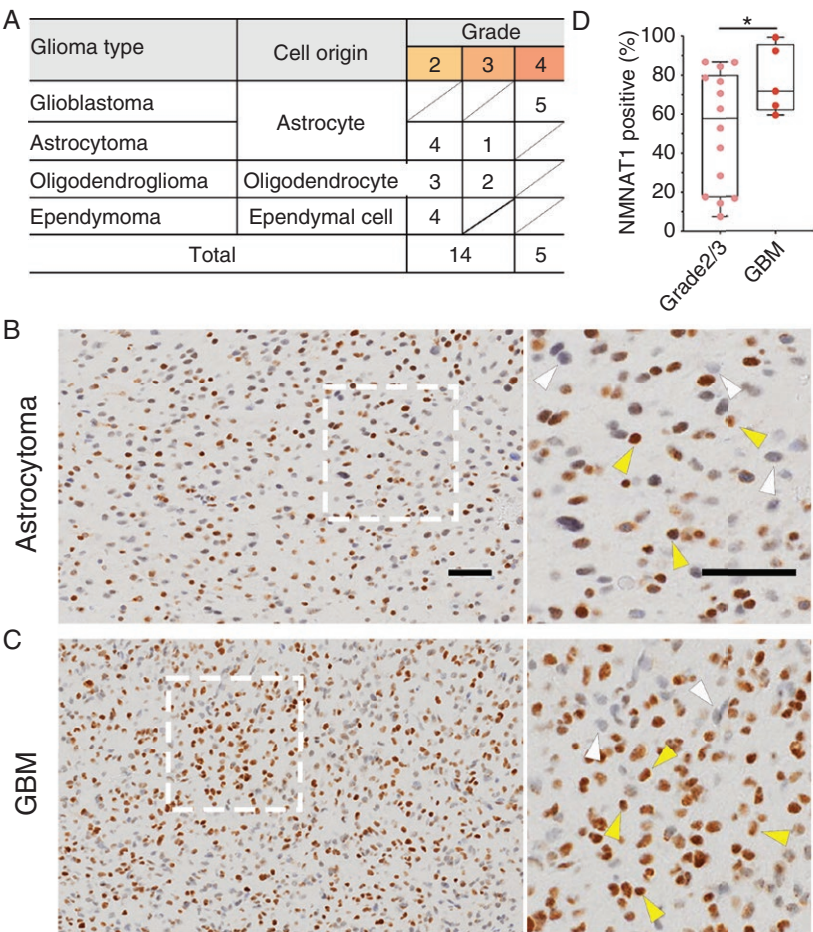 A
Glioma type Cell origin Grade
2 3 4
Glioblastoma Astrocyte 5
Astrocytoma 4 1
Oligodendroglioma Oligodendrocyte 3 2
Ependymoma Ependymal cell 4
Total 14 5
D
*
NMNAT1 positive (%)
100
80
60
40
20
0
Grade2/3
GBM
B
Astrocytoma
C
GBM